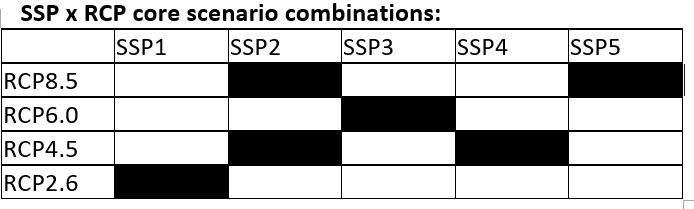 SSP x RCP core scenario combinations:
SSP1 SSP2 SSP3 SSP4 SSP5
RCP8.5
RCP6.0
RCP4.5
RCP2.6